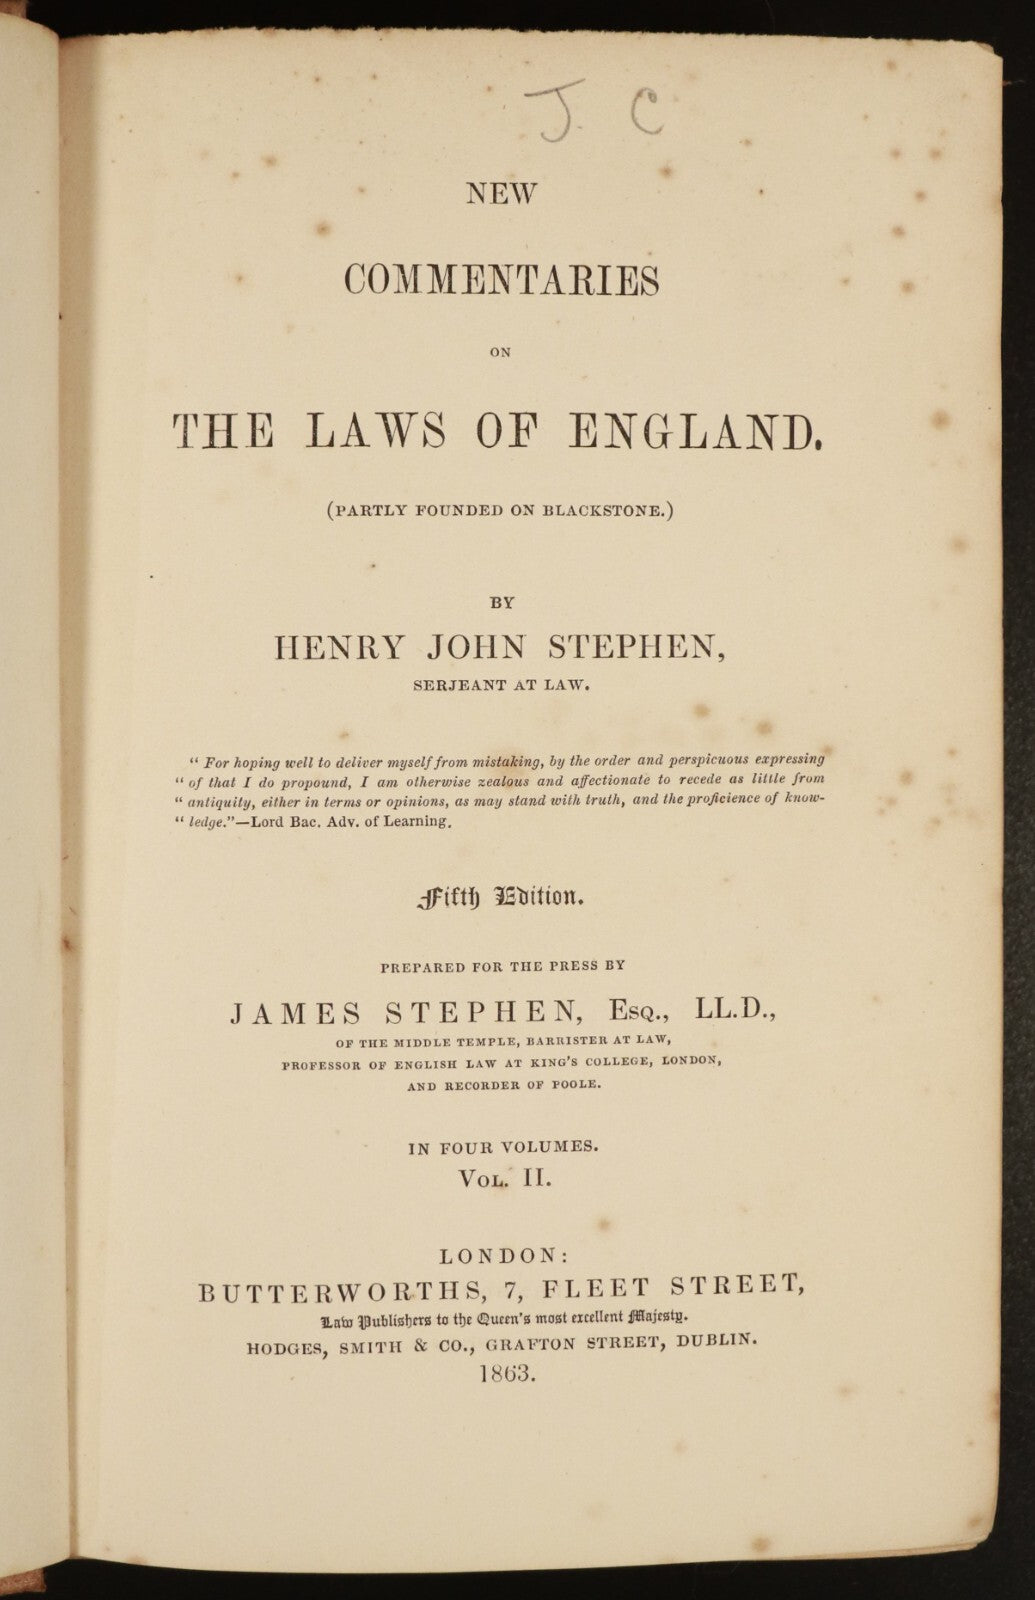 J. C
NEW
COMMENTARIES
ON
THE LAWS OF ENGLAND.
(PARTLY FOUNDED ON BLACKSTONE.)
BY
HENRY JOHN STEPHEN,
SERJEANT AT LAW.
“ For hoping well to deliver myself from mistaking, by the order and perspicuous expressing
“ of that I do propound, I am otherwise zealous and affectionate to recede as little from
“ antiquity, either in terms or opinions, as may stand with truth, and the proficience of know-
“ ledge.”—Lord Bac. Adv. of Learning.
Fifth Edition.
PREPARED FOR THE PRESS BY
JAMES STEPHEN, Esq., LL.D.,
OF THE MIDDLE TEMPLE, BARRISTER AT LAW,
PROFESSOR OF ENGLISH LAW AT KING'S COLLEGE, LONDON,
AND RECORDER OF POOLE.
IN FOUR VOLUMES.
VOL. II.
LONDON:
BUTTERWORTHS, 7, FLEET STREET,
Law Publishers to the Queen's most excellent Majesty.
HODGES, SMITH & CO., GRAFTON STREET, DUBLIN.
1863.